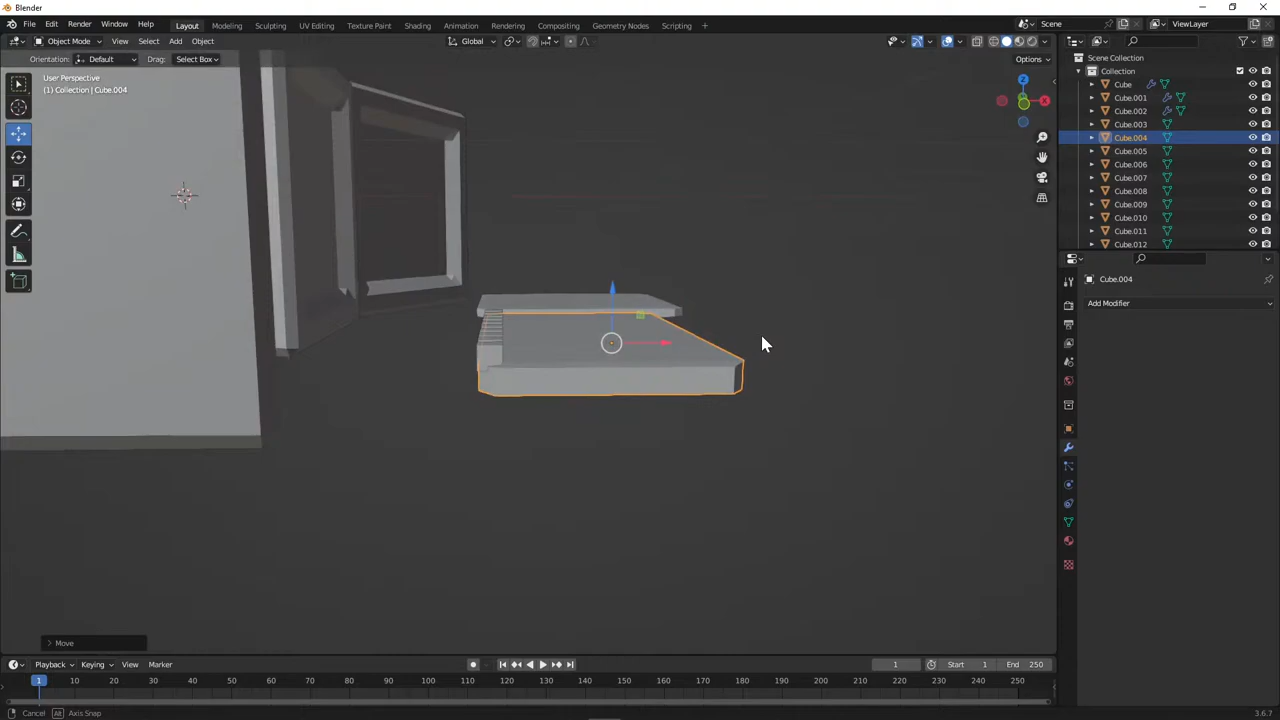 Blender
File Edit Render Window Help Layout Modeling Sculpting UV Editing Texture Paint Shading Animation Rendering Compositing Geometry Nodes Scripting + Scene ViewLayer
Object Mode View Select Add Object Global
Orientation: Default Drag: Select Box Options
User Perspective
(1) Collection | Cube.004
Z
X
Scene Collection
Collection
Cube
Cube.001
Cube.002
Cube.003
Cube.004
Cube.005
Cube.006
Cube.007
Cube.008
Cube.009
Cube.010
Cube.011
Cube.012
Cube.004
Add Modifier
> Move
Playback Keying View Marker 1 Start 1 End 250
1 10 20 30 40 50 60 70 80 90 100 110 120 130 140 150 160 170 180 190 200 210 220 230 240 250
Cancel Alt Axis Snap 3.6.7